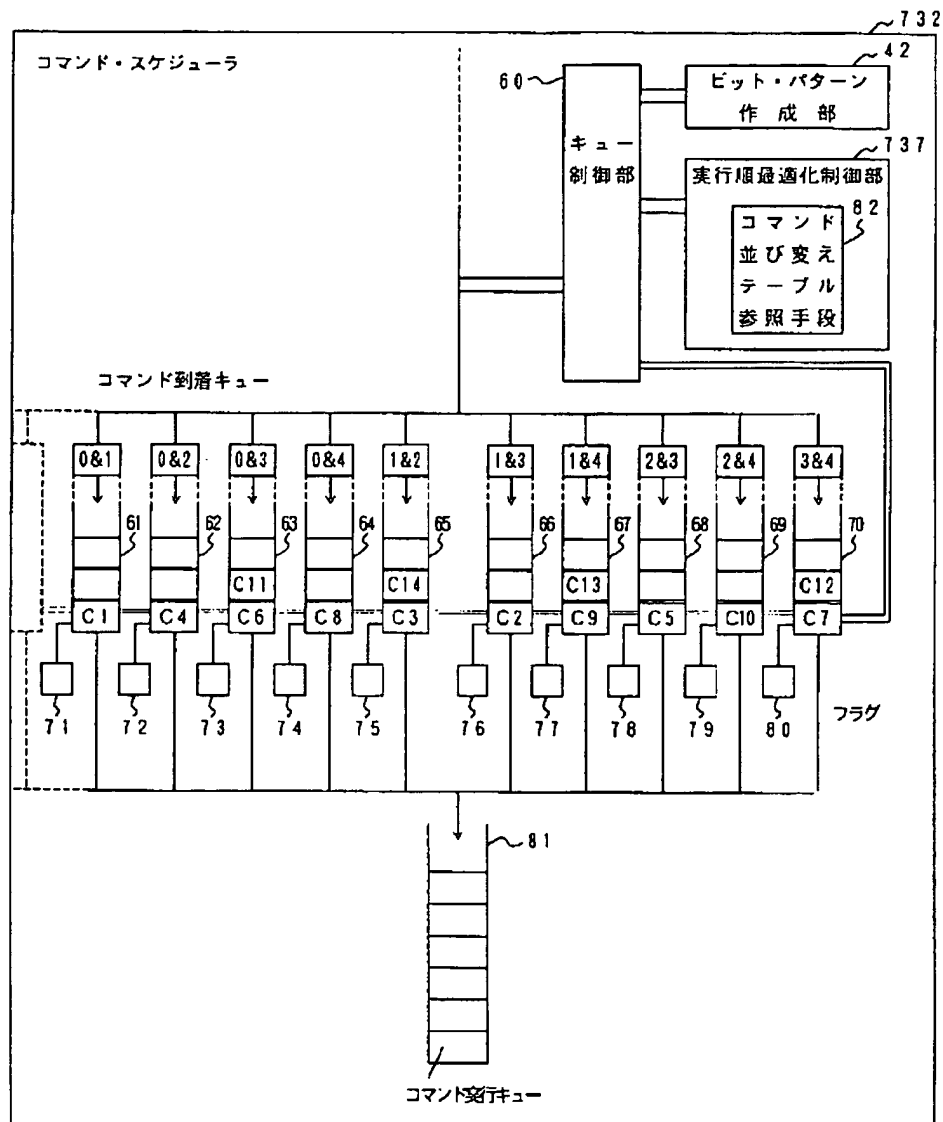 732
コマンド・スケジューラ
60
42
ビット・パターン
作成部
キュー
制御部
737
実行順最適化制御部
82
コマンド
並び変え
テーブル
参照手段
コマンド到着キュー
0&1 0&2 0&3 0&4 1&2 1&3 1&4 2&3 2&4 3&4
61 62 63 64 65 66 67 68 69 70
C11 C14 C13 C12
C1 C4 C6 C8 C3 C2 C9 C5 C10 C7
71 72 73 74 75 76 77 78 79 80
フラグ
81
コマンド実行キュー